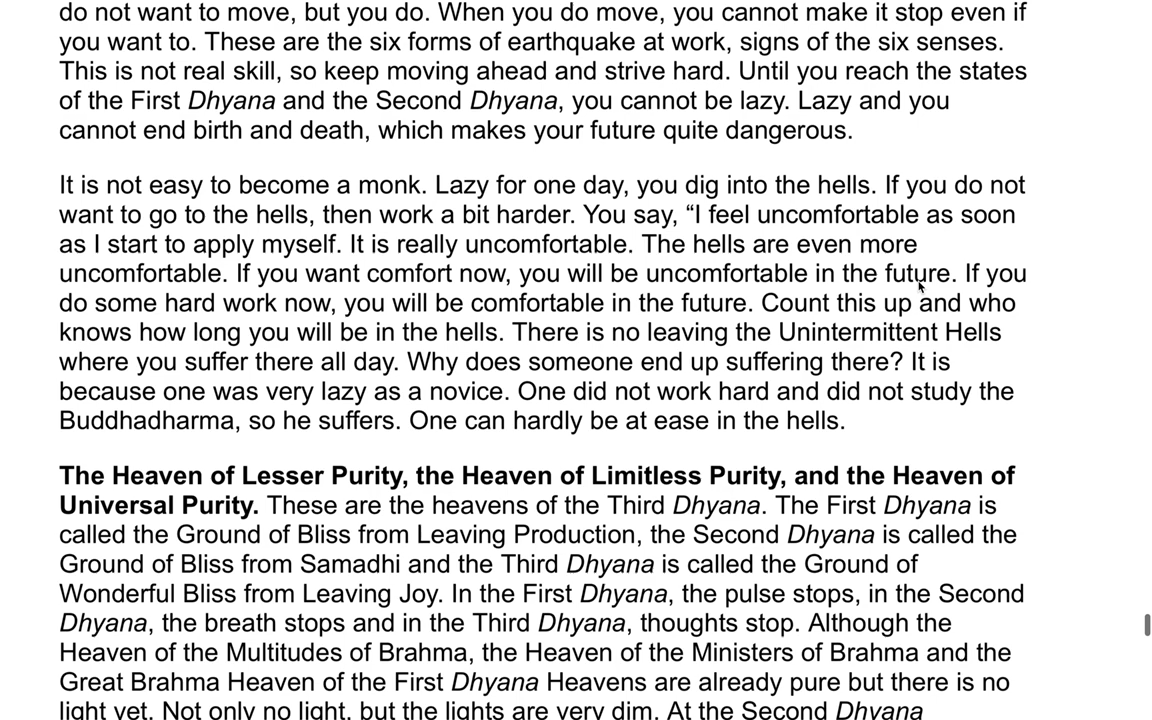 do not want to move, but you do. When you do move, you cannot make it stop even if
you want to. These are the six forms of earthquake at work, signs of the six senses.
This is not real skill, so keep moving ahead and strive hard. Until you reach the states
of the First Dhyana and the Second Dhyana, you cannot be lazy. Lazy and you
cannot end birth and death, which makes your future quite dangerous.
It is not easy to become a monk. Lazy for one day, you dig into the hells. If you do not
want to go to the hells, then work a bit harder. You say, “I feel uncomfortable as soon
as I start to apply myself. It is really uncomfortable. The hells are even more
uncomfortable. If you want comfort now, you will be uncomfortable in the future. If you
do some hard work now, you will be comfortable in the future. Count this up and who
knows how long you will be in the hells. There is no leaving the Unintermittent Hells
where you suffer there all day. Why does someone end up suffering there? It is
because one was very lazy as a novice. One did not work hard and did not study the
Buddhadharma, so he suffers. One can hardly be at ease in the hells.
The Heaven of Lesser Purity, the Heaven of Limitless Purity, and the Heaven of
Universal Purity. These are the heavens of the Third Dhyana. The First Dhyana is
called the Ground of Bliss from Leaving Production, the Second Dhyana is called the
Ground of Bliss from Samadhi and the Third Dhyana is called the Ground of
Wonderful Bliss from Leaving Joy. In the First Dhyana, the pulse stops, in the Second
Dhyana, the breath stops and in the Third Dhyana, thoughts stop. Although the
Heaven of the Multitudes of Brahma, the Heaven of the Ministers of Brahma and the
Great Brahma Heaven of the First Dhyana Heavens are already pure but there is no
light yet. Not only no light, but the lights are very dim. At the Second Dhyana